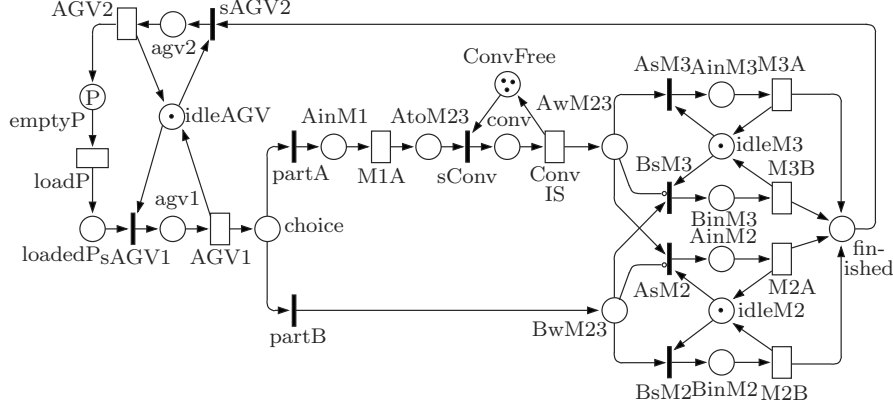 AGV2
sAGV2
agv2
P
emptyP
idleAGV
loadP
loadedP
sAGV1
agv1
AGV1
choice
partA
AinM1
M1A
AtoM23
sConv
ConvFree
conv
Conv
IS
AwM23
partB
BwM23
AsM3
AinM3
M3A
idleM3
BsM3
BinM3
M3B
AinM2
AsM2
M2A
idleM2
BsM2
BinM2
M2B
fin-
ished